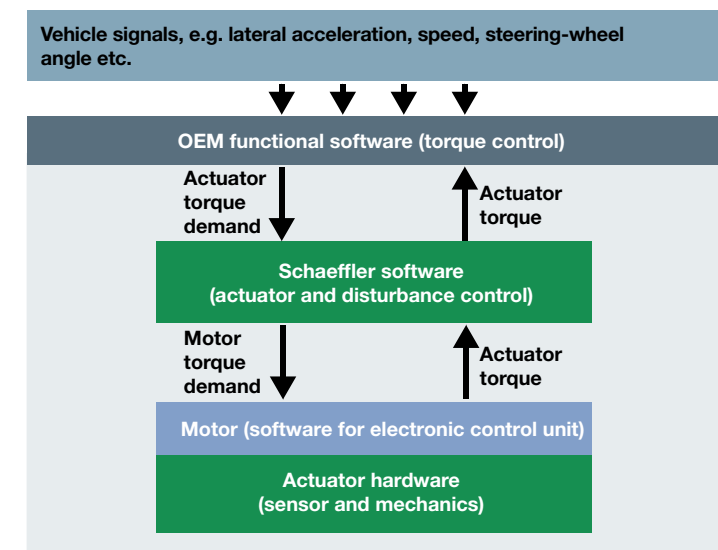 Vehicle signals, e.g. lateral acceleration, speed, steering-wheel
angle etc.
OEM functional software (torque control)
Actuator
torque
demand
Actuator
torque
Schaeffler software
(actuator and disturbance control)
Motor
torque
demand
Actuator
torque
Motor (software for electronic control unit)
Actuator hardware
(sensor and mechanics)